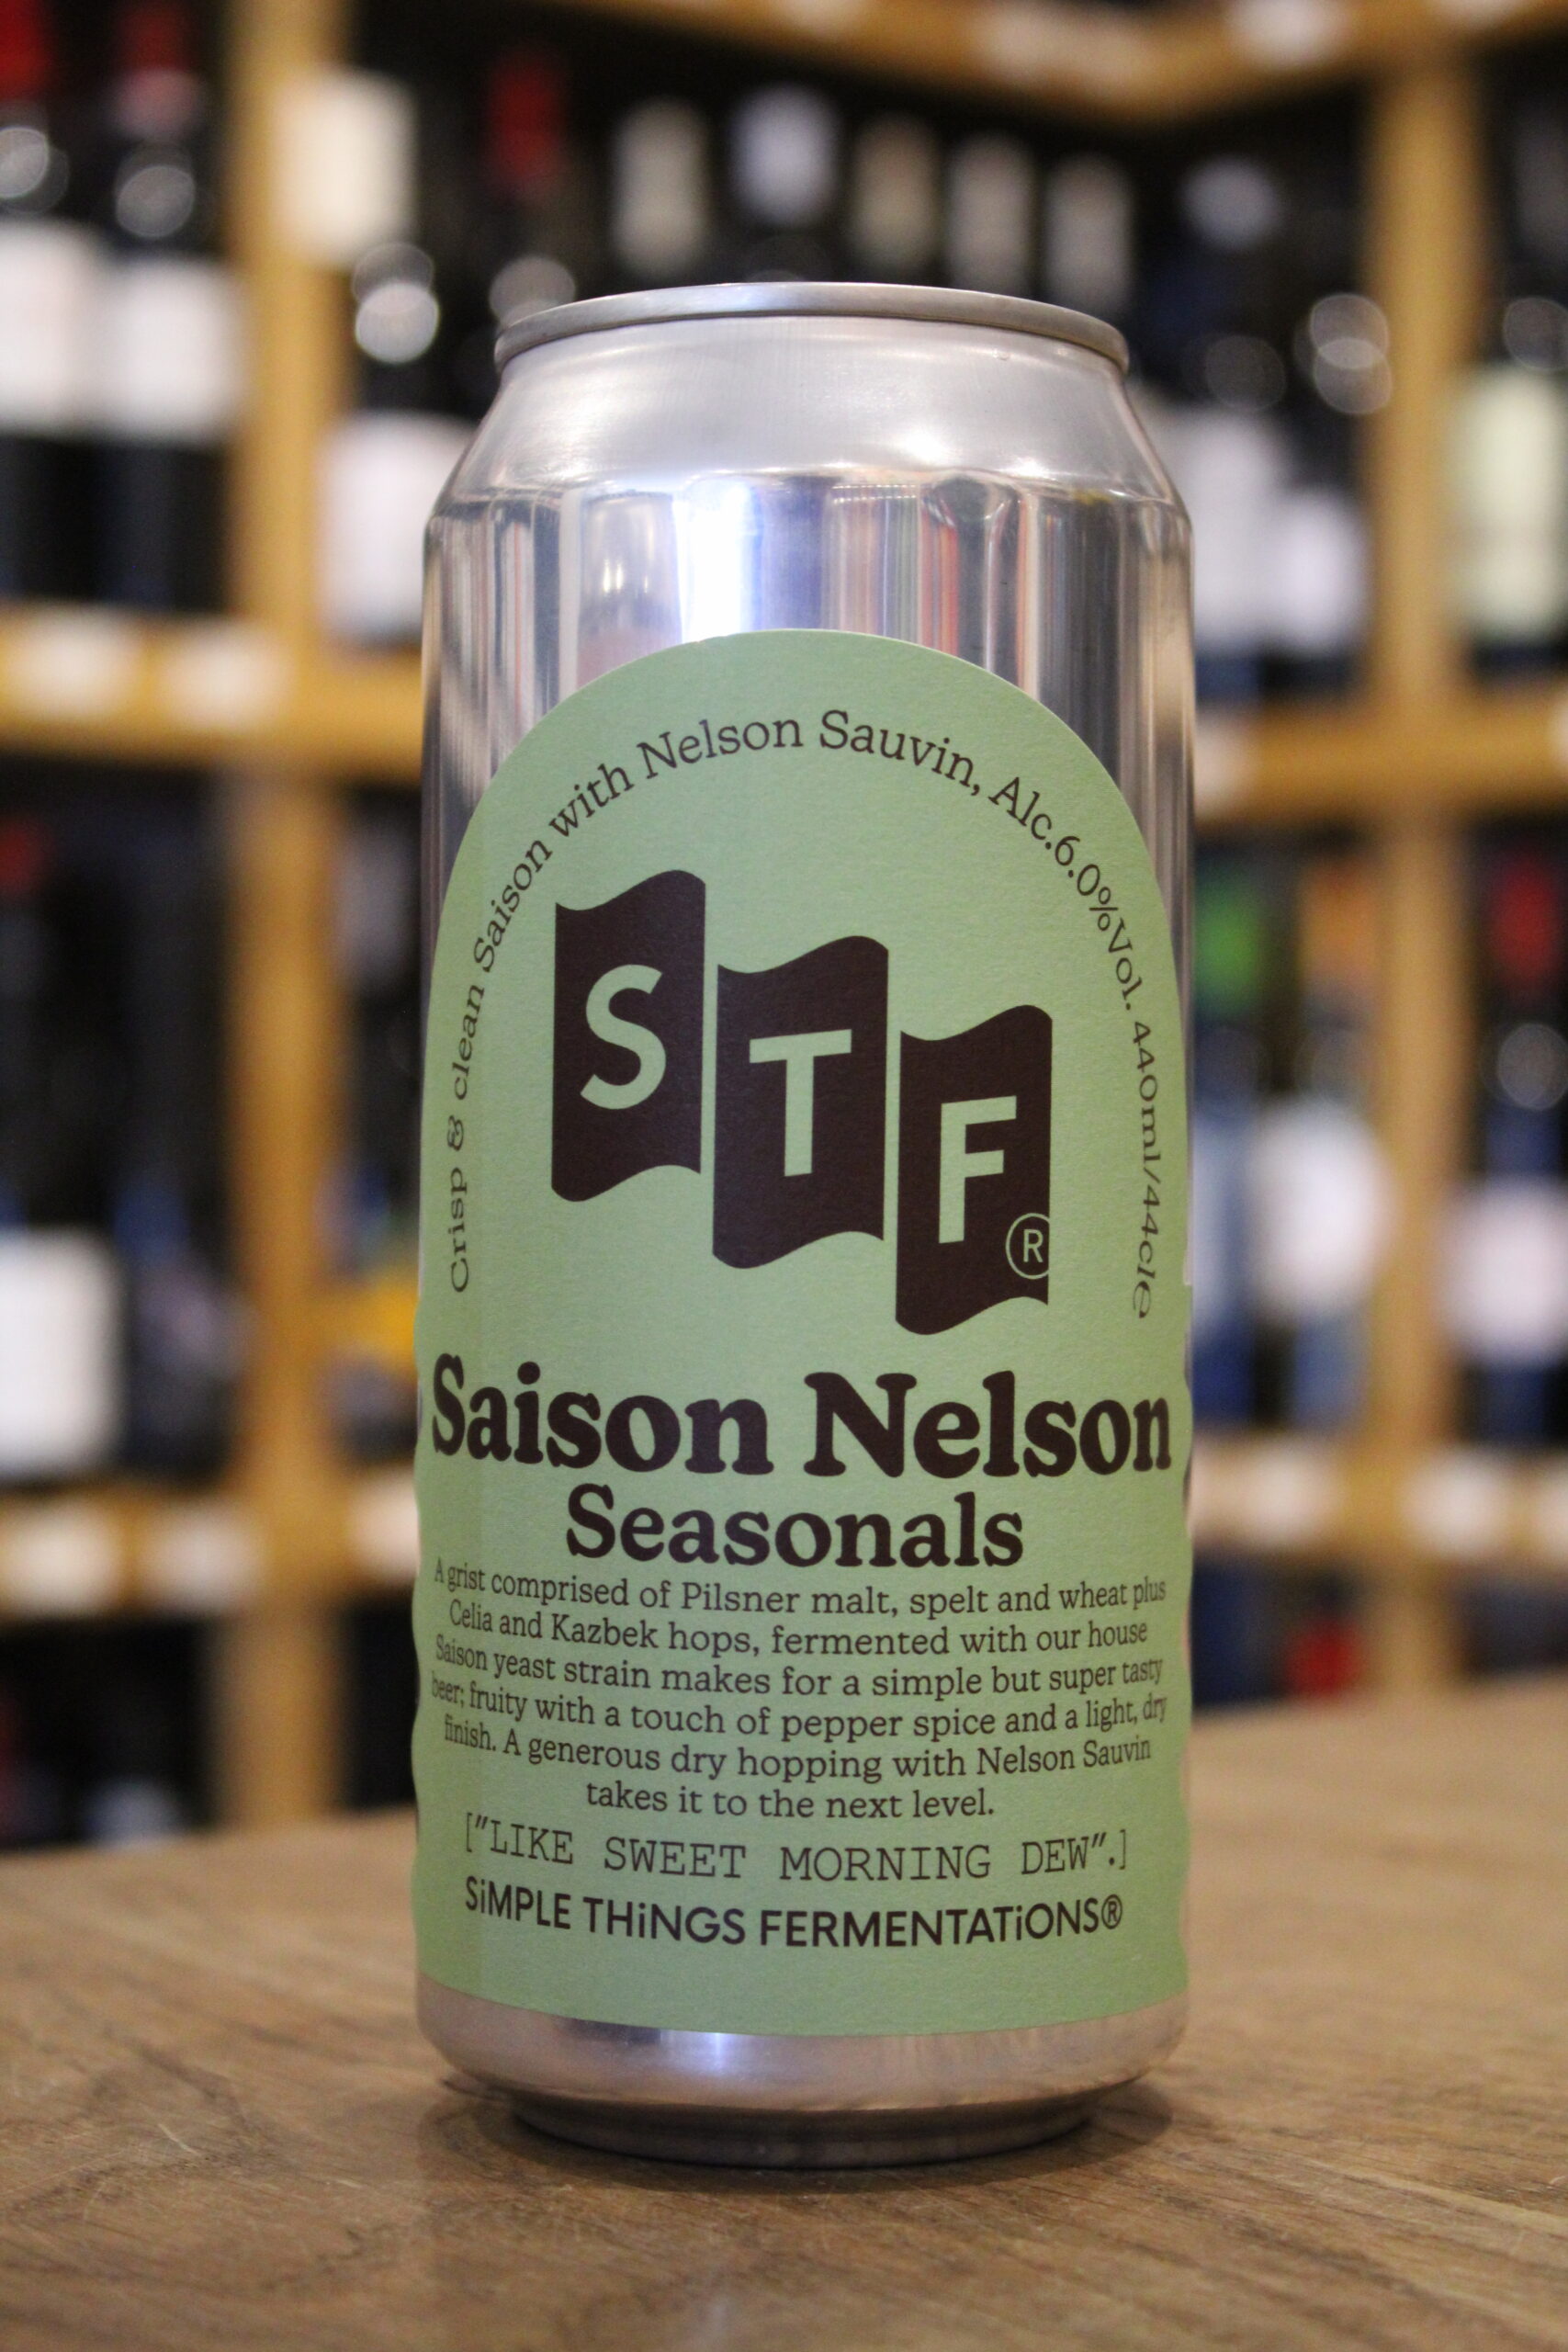 Crisp & clean Saison with Nelson Sauvin, Alc.6.0%Vol. 440ml/44cl℮
S T F ®
Saison Nelson
Seasonals
A grist comprised of Pilsner malt, spelt and wheat plus
Celia and Kazbek hops, fermented with our house
Saison yeast strain makes for a simple but super tasty
beer; fruity with a touch of pepper spice and a light, dry
finish. A generous dry hopping with Nelson Sauvin
takes it to the next level.
["LIKE SWEET MORNING DEW".]
SiMPLE THiNGS FERMENTATiONS®